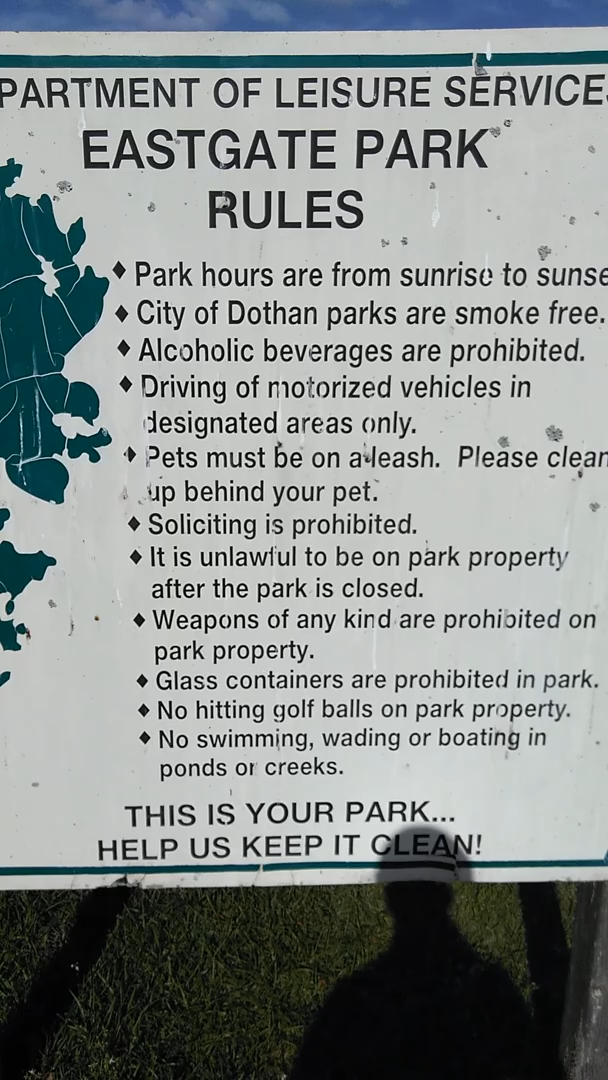 PARTMENT OF LEISURE SERVICES
EASTGATE PARK
RULES
Park hours are from sunrise to sunse
City of Dothan parks are smoke free.
Alcoholic beverages are prohibited.
Driving of motorized vehicles in
designated areas only.
Pets must be on a leash. Please clean
up behind your pet.
Soliciting is prohibited.
It is unlawful to be on park property
after the park is closed.
Weapons of any kind are prohibited on
park property.
Glass containers are prohibited in park.
No hitting golf balls on park property.
No swimming, wading or boating in
ponds or creeks.
THIS IS YOUR PARK...
HELP US KEEP IT CLEAN!